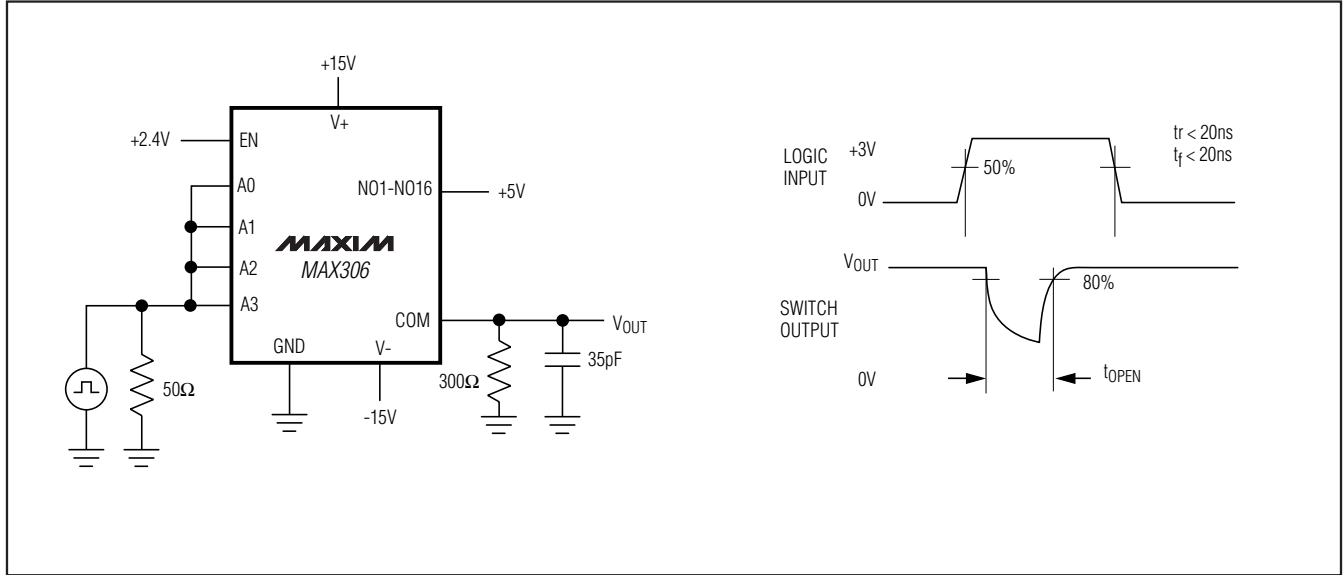 +15V
V+
+2.4V
EN
A0
NO1-NO16
+5V
A1
MAXIM
MAX306
A2
A3
COM
VOUT
GND
V-
50Ω
300Ω
35pF
-15V
LOGIC
INPUT
+3V
50%
0V
tr < 20ns
tf < 20ns
VOUT
80%
SWITCH
OUTPUT
0V
tOPEN